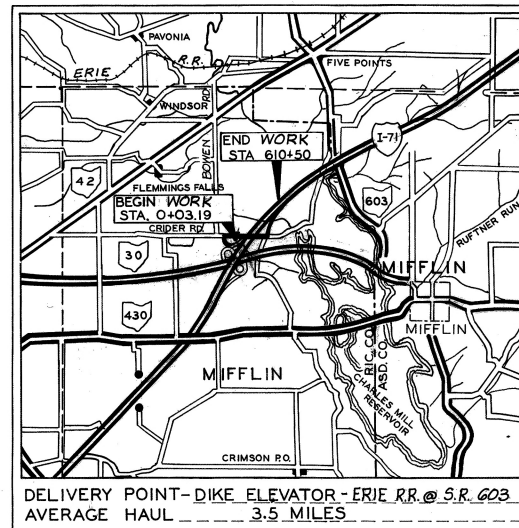 PAVONIA
ERIE R.R.
FIVE POINTS
WINDSOR
BOWEN RD
END WORK
STA 610+50
I-71
42
FLEMMINGS FALLS
603
BEGIN WORK
STA. 0+03.19
CRIDER RD.
RUFTNER RUN
30
MIFFLIN
430
MIFFLIN
RIC. CO.
ASD. CO.
MIFFLIN
CHARLES MILL
RESERVOIR
CRIMSON P.O.
DELIVERY POINT-DIKE ELEVATOR-ERIE R.R. @ S.R. 603
AVERAGE HAUL 3.5 MILES